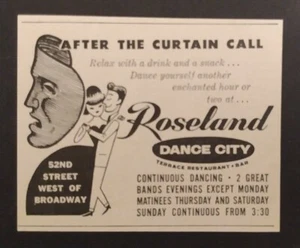 AFTER THE CURTAIN CALL
Relax with a drink and a snack...
Dance yourself another
enchanted hour or
two at...
Roseland
DANCE CITY
TERRACE RESTAURANT • BAR
52ND
STREET
WEST OF
BROADWAY
CONTINUOUS DANCING • 2 GREAT
BANDS EVENINGS EXCEPT MONDAY
MATINEES THURSDAY AND SATURDAY
SUNDAY CONTINUOUS FROM 3:30